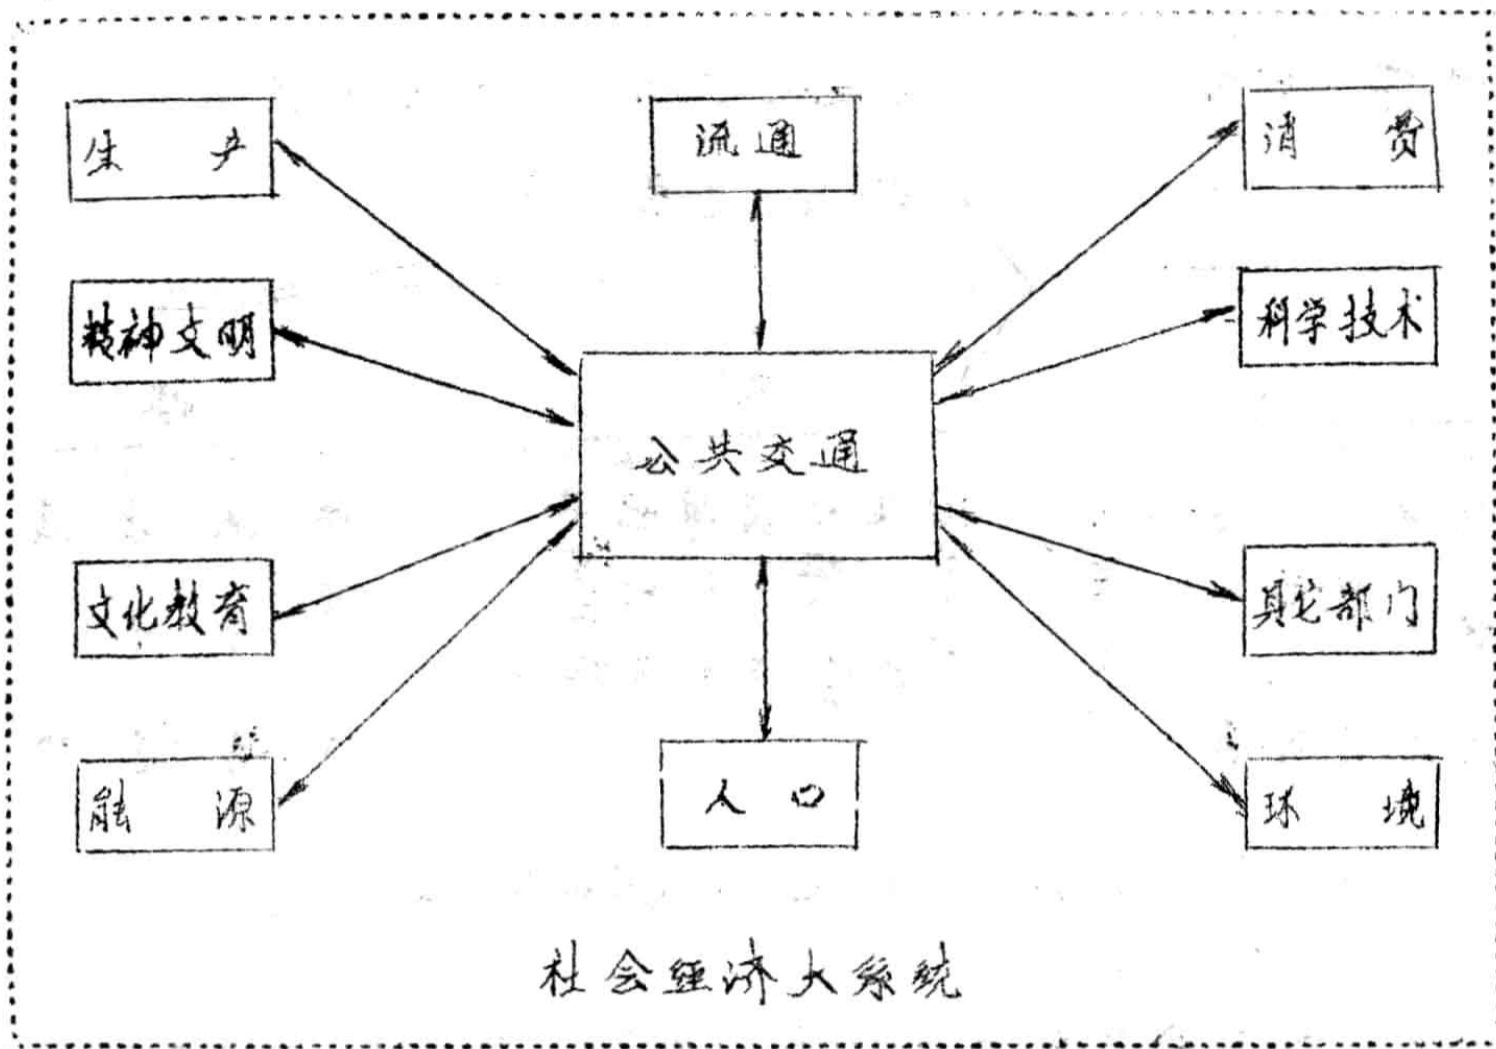 生 产
流通
消 费
精神文明
科学技术
公共交通
文化教育
其它部门
能 源
人口
环 境
社会经济大系统